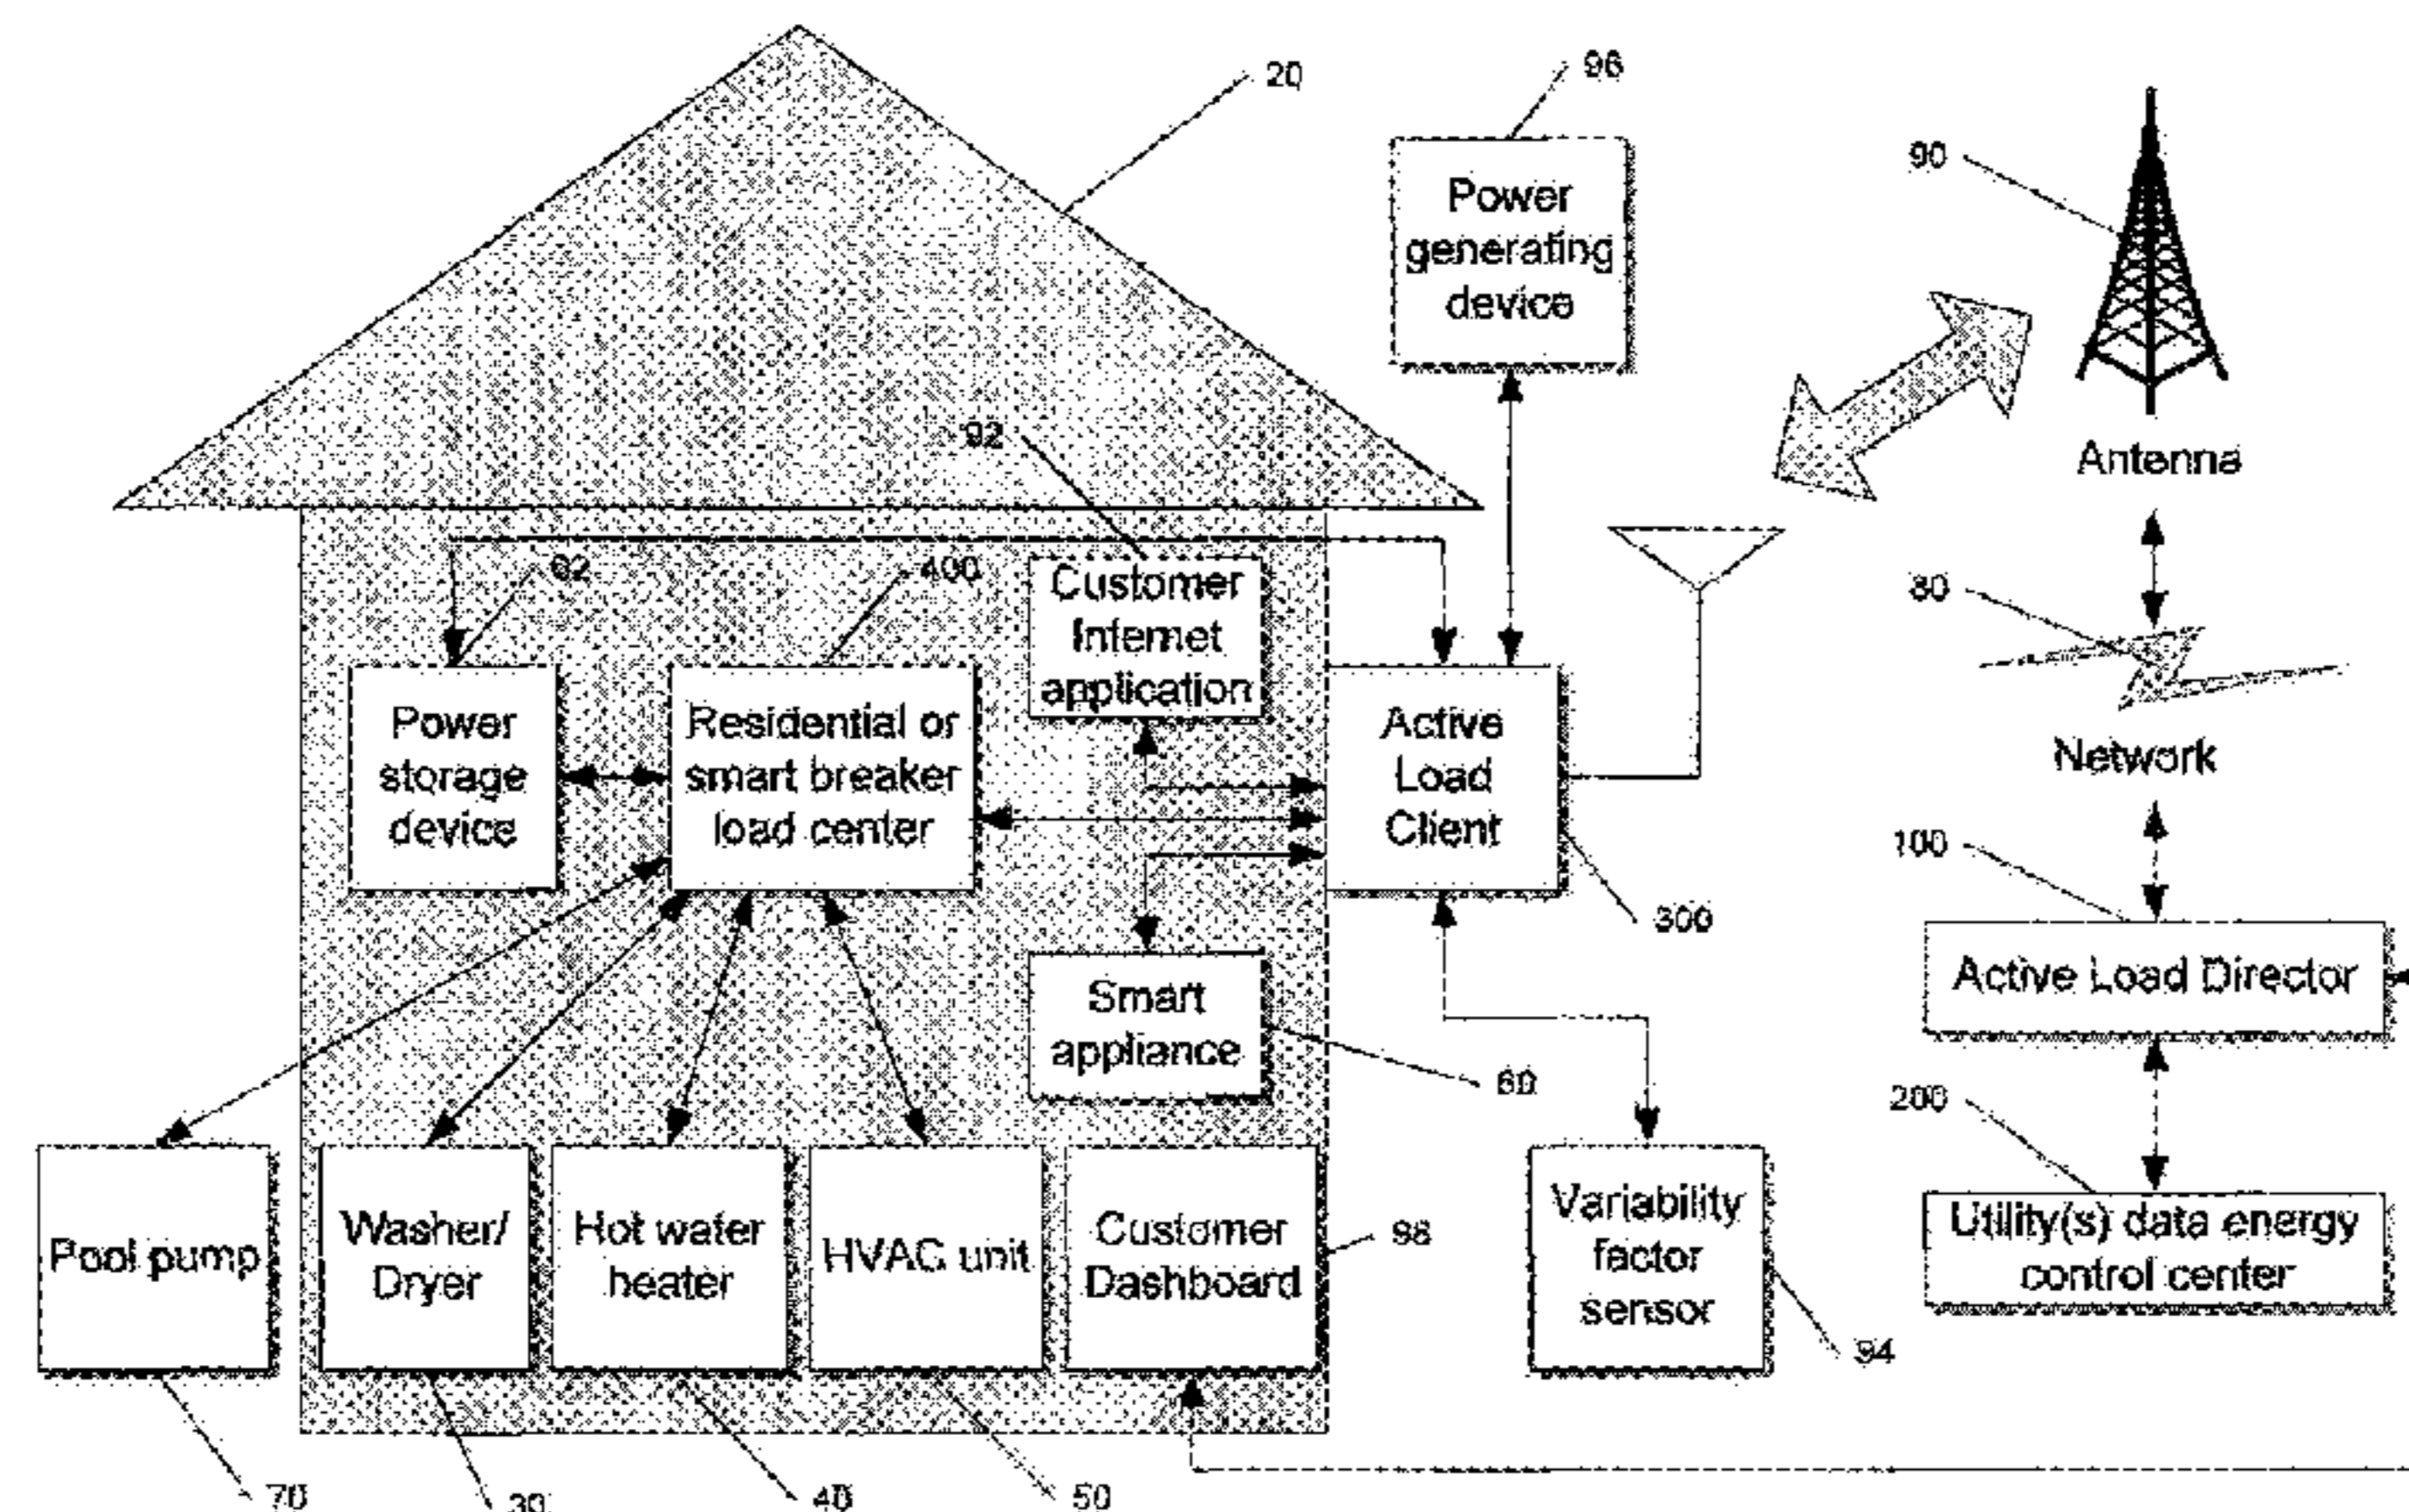 20
96
Power
generating
device
90
Antenna
92
62
400
Customer
Internet
application
80
Power
storage
device
Residential or
smart breaker
load center
Active
Load
Client
Network
100
300
Active Load Director
Smart
appliance
60
200
Pool pump
Washer/
Dryer
Hot water
heater
HVAC unit
Customer
Dashboard
98
Variability
factor
sensor
94
Utility(s) data energy
control center
70
30
40
50